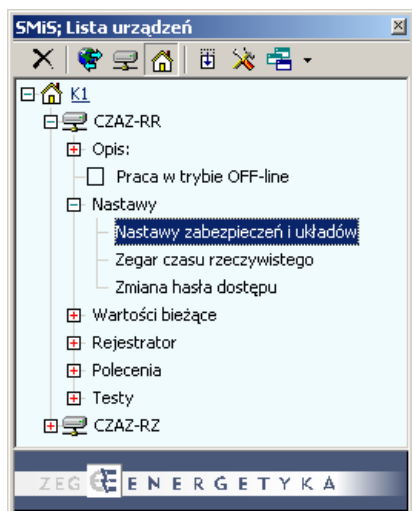 SMiS; Lista urządzeń
K1
CZAZ-RR
Opis:
Praca w trybie OFF-line
Nastawy
Nastawy zabezpieczeń i układów
Zegar czasu rzeczywistego
Zmiana hasła dostępu
Wartości bieżące
Rejestrator
Polecenia
Testy
CZAZ-RZ
ZEG ENERGETYKA